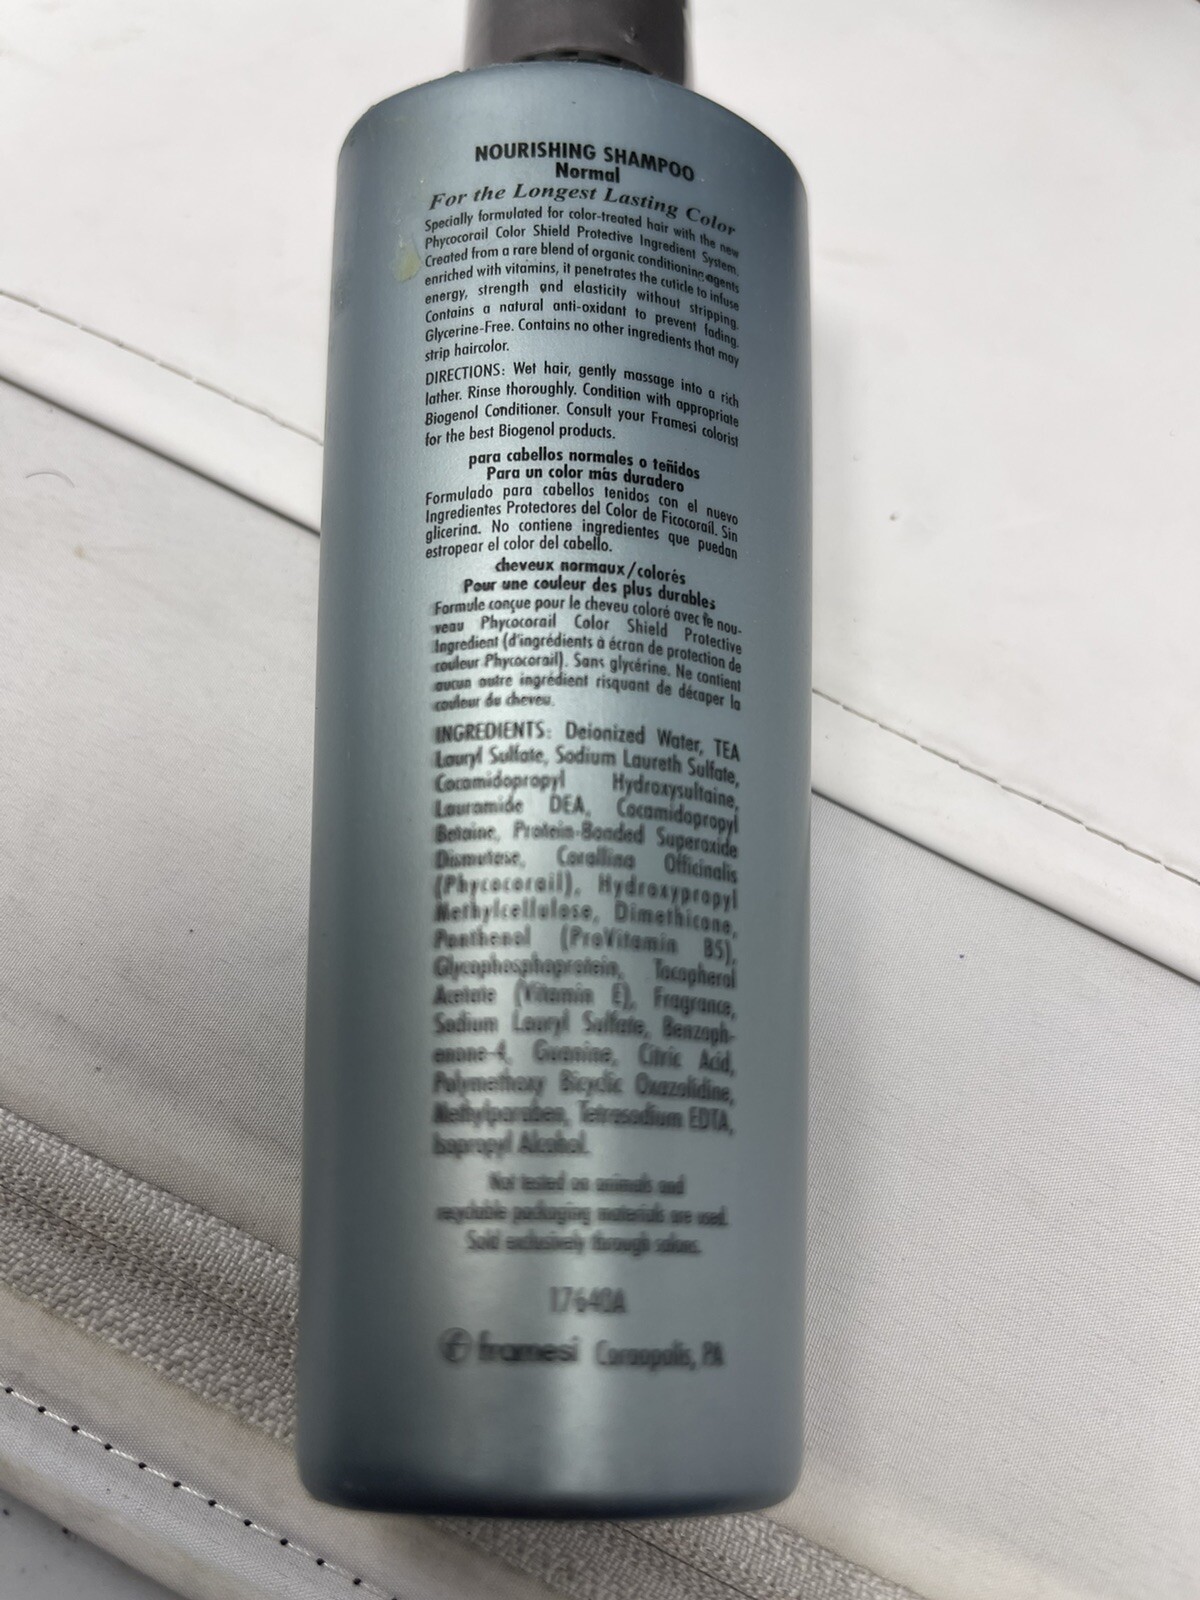 NOURISHING SHAMPOO
Normal
For the Longest Lasting Color
Specially formulated for color-treated hair with the new
Phycocorail Color Shield Protective Ingredient System.
Created from a rare blend of organic conditioning agents
enriched with vitamins, it penetrates the cuticle to infuse
energy, strength and elasticity without stripping.
Contains a natural anti-oxidant to prevent fading.
Glycerine-Free. Contains no other ingredients that may
strip haircolor.
DIRECTIONS: Wet hair, gently massage into a rich
lather. Rinse thoroughly. Condition with appropriate
Biogenol Conditioner. Consult your Framesi colorist
for the best Biogenol products.
para cabellos normales o teñidos
Para un color más duradero
Formulado para cabellos tenidos con el nuevo
Ingredientes Protectores del Color de Ficocorail. Sin
glicerina. No contiene ingredientes que puedan
estropear el color del cabello.
cheveux normaux/colorés
Pour une couleur des plus durables
Formule conçue pour le cheveu coloré avec le nou-
veau Phycocorail Color Shield Protective
Ingredient (d'ingrédients à écran de protection de
couleur Phycocorail). Sans glycérine. Ne contient
aucun autre ingrédient risquant de décaper la
couleur du cheveu.
INGREDIENTS: Deionized Water, TEA
Lauryl Sulfate, Sodium Laureth Sulfate,
Cocamidopropyl Hydroxysultaine,
Lauramide DEA, Cocamidopropyl
Betaine, Protein-Bonded Superoxide
Dismutase, Corallina Officinalis
(Phycocorail), Hydroxypropyl
Methylcellulose, Dimethicone,
Panthenol (ProVitamin B5),
Glycophosphoprotein, Tocopherol
Acetate (Vitamin E), Fragrance,
Sodium Lauryl Sulfate, Benzoph-
enone-4, Guanine, Citric Acid,
Polymethoxy Bicyclic Oxazolidine,
Methylparaben, Tetrasodium EDTA,
Isopropyl Alcohol.
Not tested on animals and
recyclable packaging materials are used.
Sold exclusively through salons.
17640A
framesi Coraopolis, PA